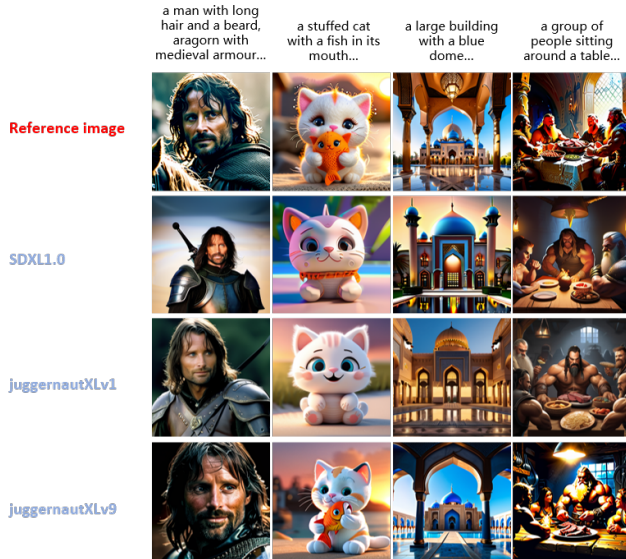 a man with long
hair and a beard,
aragorn with
medieval armour...
a stuffed cat
with a fish in its
mouth...
a large building
with a blue
dome...
a group of
people sitting
around a table...
Reference image
SDXL1.0
juggernautXLv1
juggernautXLv9